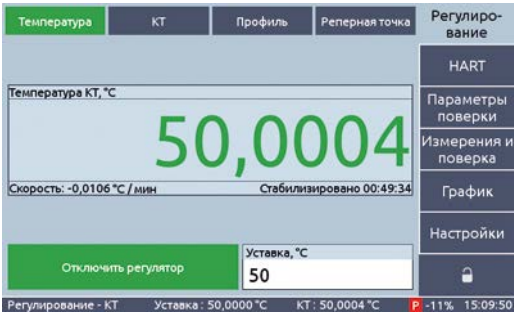 Температура
КТ
Профиль
Реперная точка
Регулиро-
вание
HART
Параметры
поверки
Измерения и
поверка
График
Настройки
Температура КТ, °C
50,0004
Скорость: -0,0106 °C / мин
Стабилизировано 00:49:34
Отключить регулятор
Уставка, °C
50
Регулирование - КТ
Уставка : 50,0000 °C
КТ : 50,0004 °C
P
-11%
15:09:50